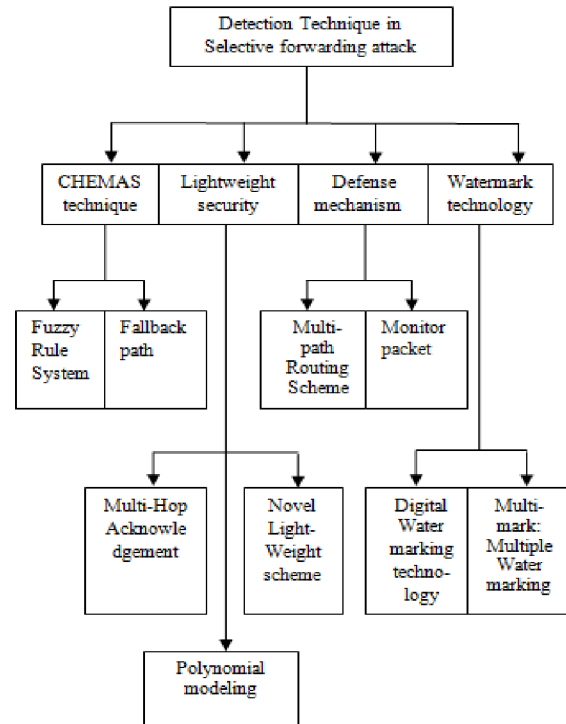 Detection Technique in
Selective forwarding attack
CHEMAS
technique
Lightweight
security
Defense
mechanism
Watermark
technology
Fuzzy
Rule
System
Fallback
path
Multi-
path
Routing
Scheme
Monitor
packet
Multi-Hop
Acknowle
dgement
Novel
Light-
Weight
scheme
Digital
Water
marking
techno-
logy
Multi-
mark:
Multiple
Water
marking
Polynomial
modeling